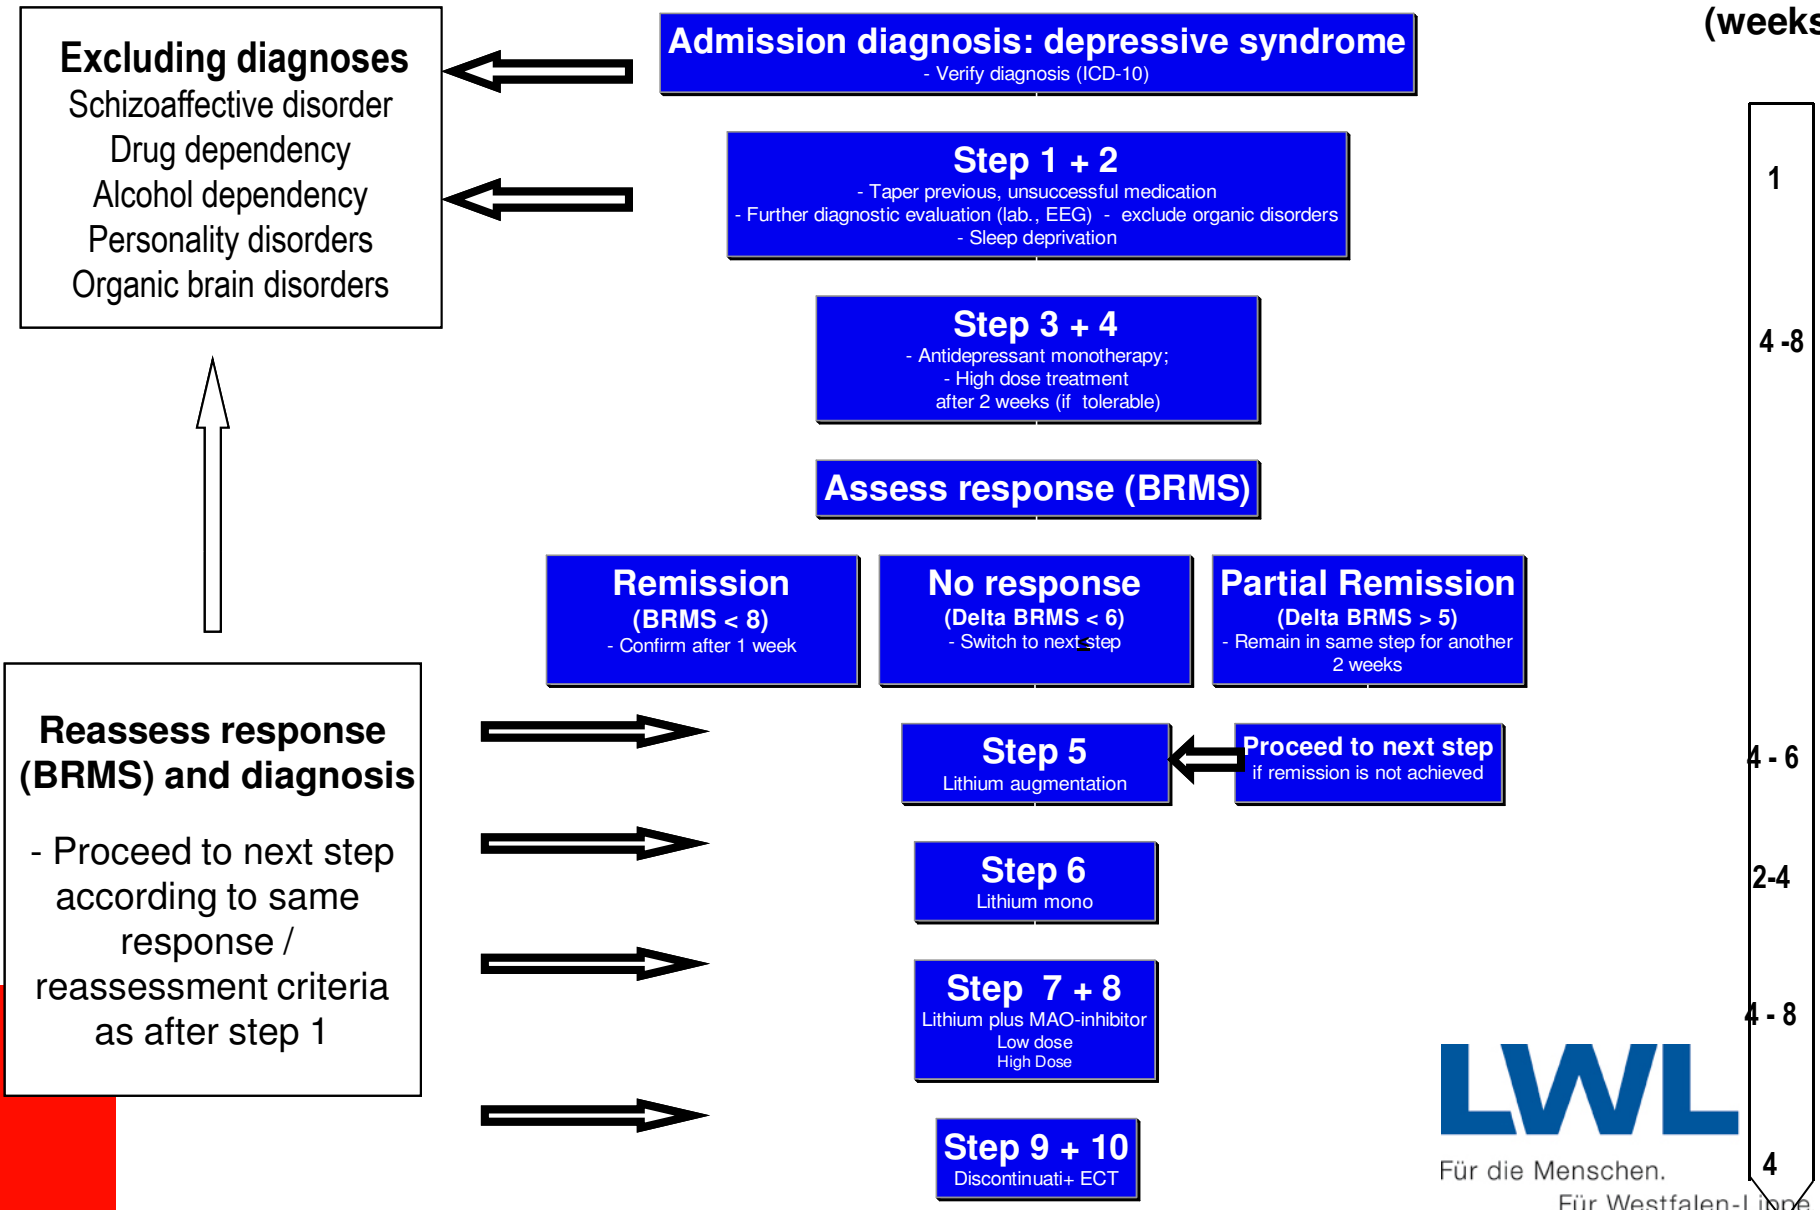 (weeks
Excluding diagnoses
Schizoaffective disorder
Drug dependency
Alcohol dependency
Personality disorders
Organic brain disorders
Admission diagnosis: depressive syndrome
- Verify diagnosis (ICD-10)
Step 1 + 2
- Taper previous, unsuccessful medication
- Further diagnostic evaluation (lab., EEG) - exclude organic disorders
- Sleep deprivation
1
Step 3 + 4
- Antidepressant monotherapy;
- High dose treatment
after 2 weeks (if tolerable)
4 -8
Assess response (BRMS)
Remission
(BRMS < 8)
- Confirm after 1 week
No response
(Delta BRMS < 6)
- Switch to next step
Partial Remission
(Delta BRMS > 5)
- Remain in same step for another
2 weeks
Reassess response
(BRMS) and diagnosis
- Proceed to next step
according to same
response /
reassessment criteria
as after step 1
Step 5
Lithium augmentation
Proceed to next step
if remission is not achieved
4 - 6
Step 6
Lithium mono
2-4
Step 7 + 8
Lithium plus MAO-inhibitor
Low dose
High Dose
4 - 8
Step 9 + 10
Discontinuati+ ECT
4
LWL
Für die Menschen.
Für Westfalen-Lippe